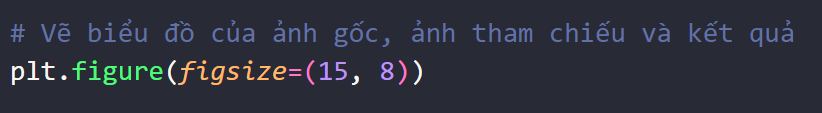 # Vẽ biểu đồ của ảnh gốc, ảnh tham chiếu và kết quả
plt.figure(figsize=(15, 8))